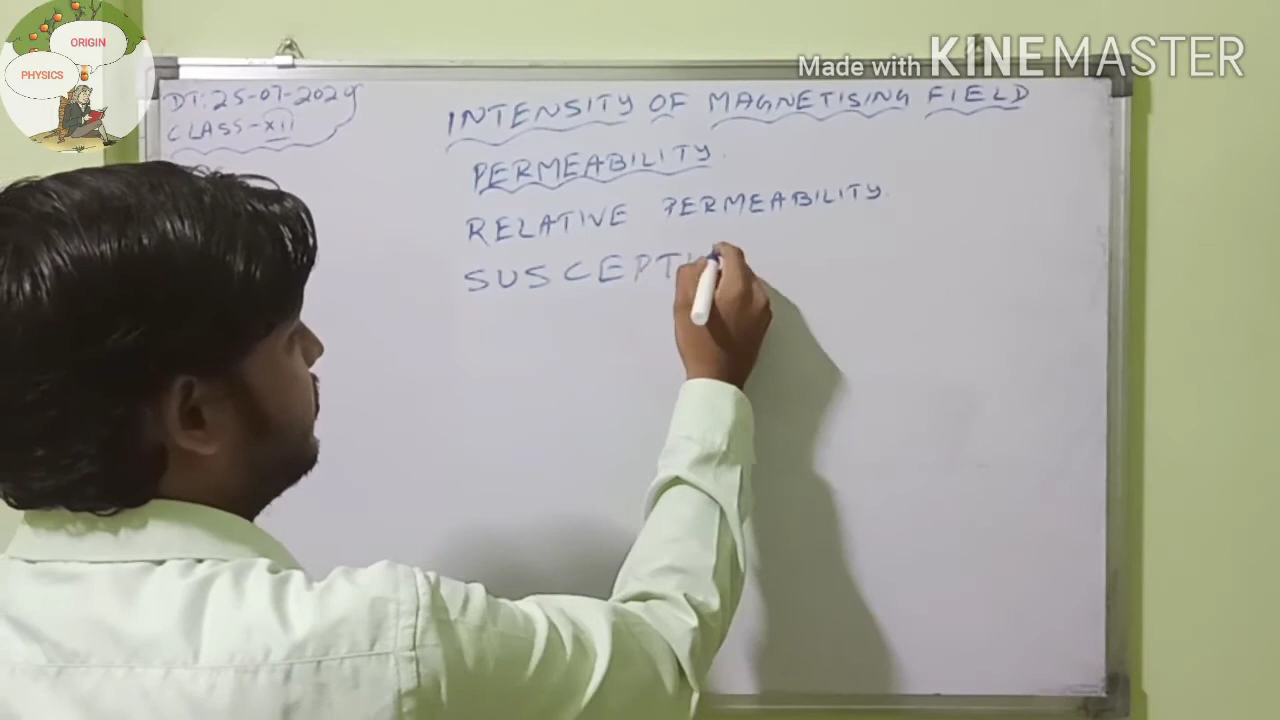 ORIGIN
PHYSICS
Made with KINEMASTER
DT:25-07-2024
CLASS-XII
INTENSITY OF MAGNETISING FIELD
PERMEABILITY.
RELATIVE PERMEABILITY.
SUSCEPTI